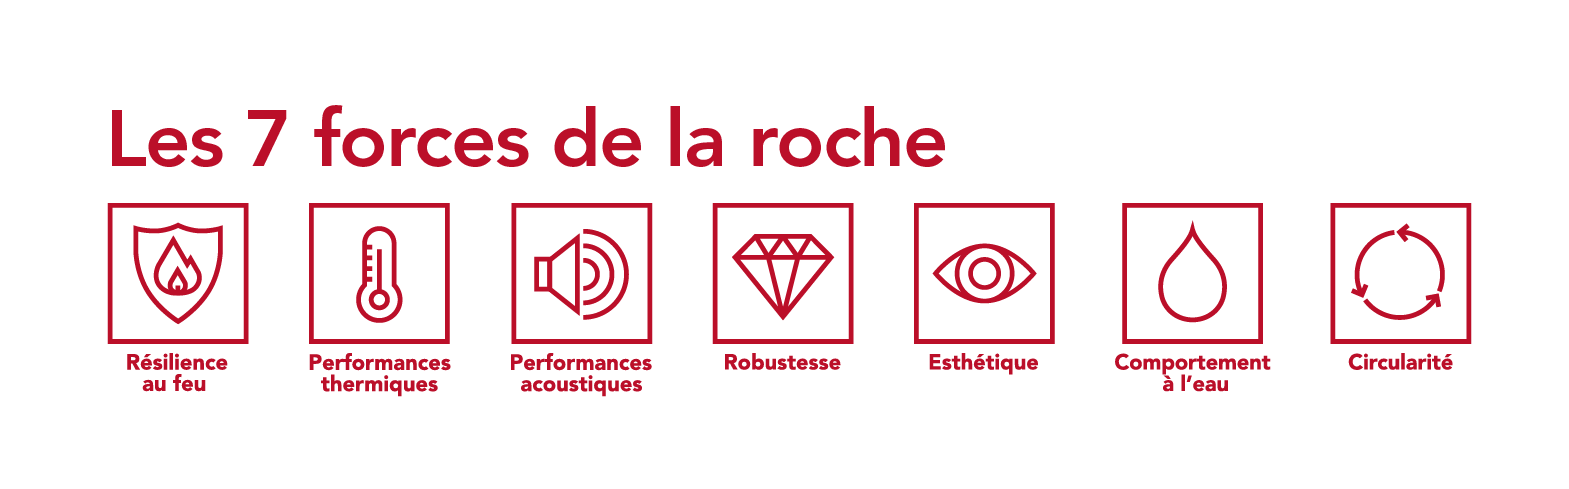 Les 7 forces de la roche
Résilience
au feu
Performances
thermiques
Performances
acoustiques
Robustesse
Esthétique
Comportement
à l’eau
Circularité